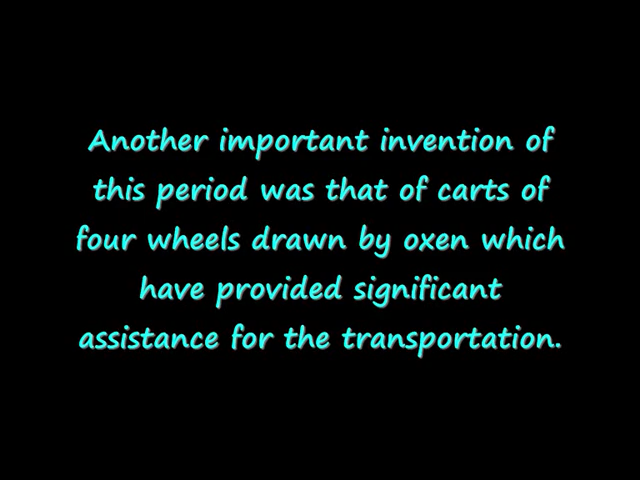 Another important invention of
this period was that of carts of
four wheels drawn by oxen which
have provided significant
assistance for the transportation.